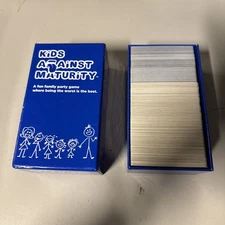 KiDS
AGAiNST
MATURiTY
A fun family party game
where being the worst is the best.